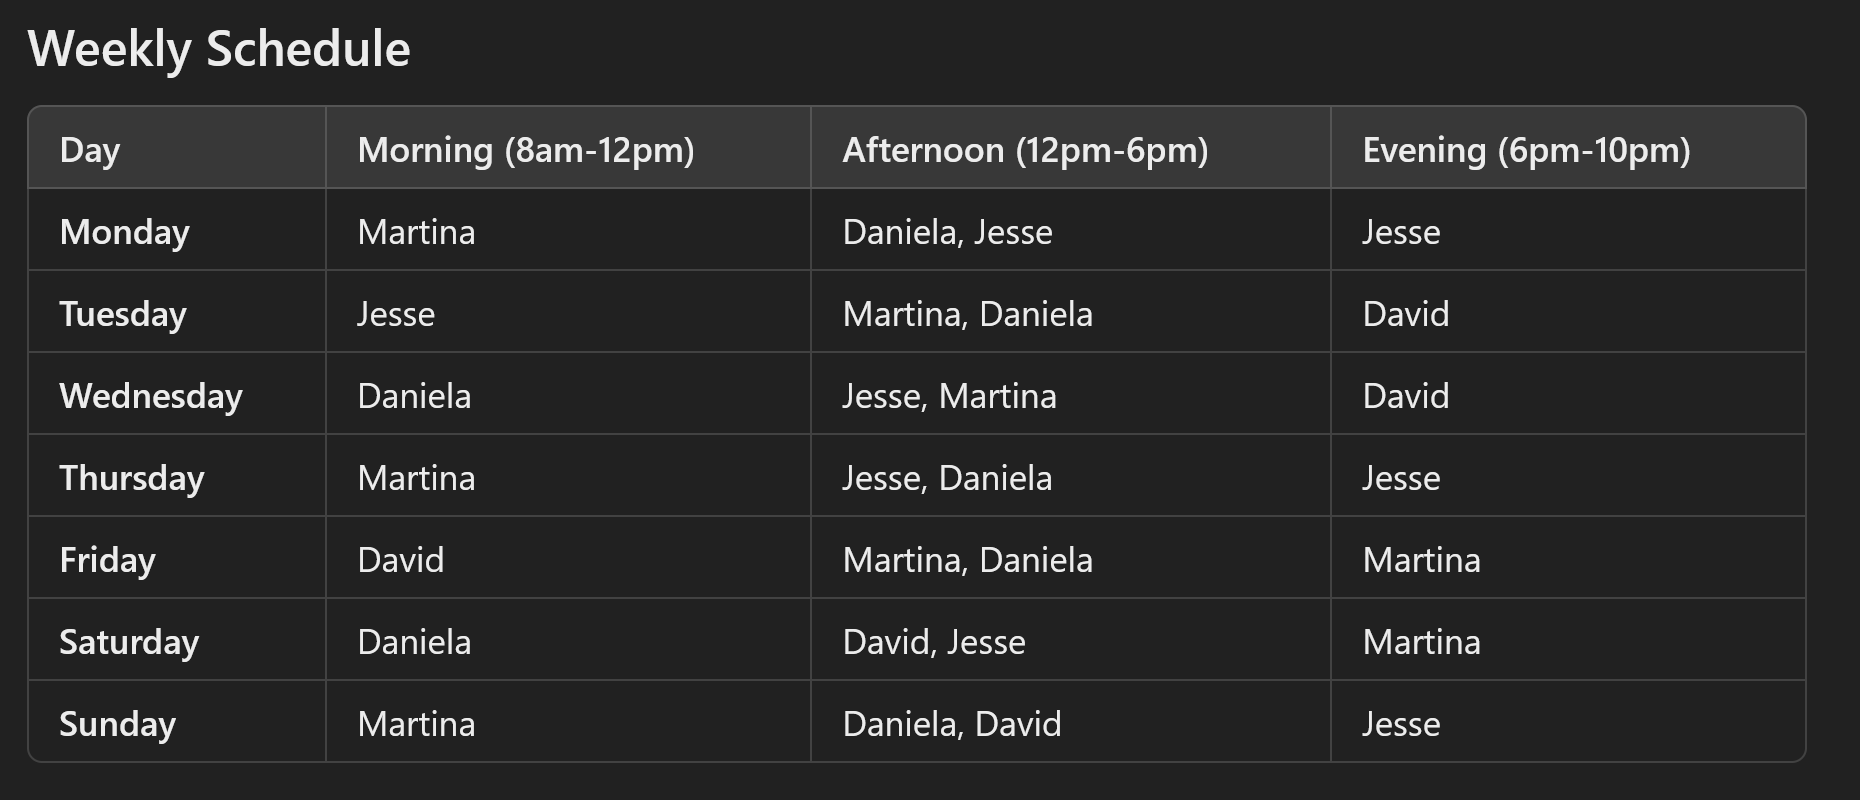 Weekly Schedule
Day Morning (8am-12pm) Afternoon (12pm-6pm) Evening (6pm-10pm)
Monday Martina Daniela, Jesse Jesse
Tuesday Jesse Martina, Daniela David
Wednesday Daniela Jesse, Martina David
Thursday Martina Jesse, Daniela Jesse
Friday David Martina, Daniela Martina
Saturday Daniela David, Jesse Martina
Sunday Martina Daniela, David Jesse